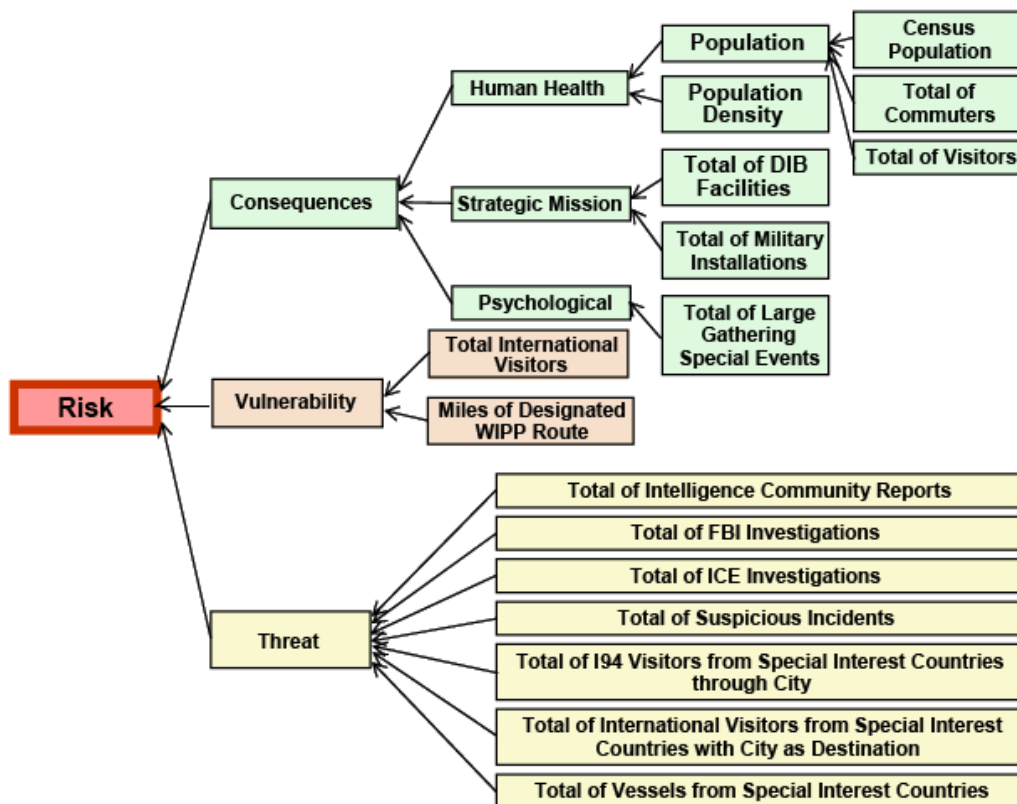 Census
Population
Population
Human Health
Population
Density
Total of
Commuters
Total of Visitors
Total of DIB
Facilities
Consequences
Strategic Mission
Total of Military
Installations
Psychological
Total of Large
Gathering
Special Events
Total International
Visitors
Risk
Vulnerability
Miles of Designated
WIPP Route
Total of Intelligence Community Reports
Total of FBI Investigations
Total of ICE Investigations
Total of Suspicious Incidents
Threat
Total of I94 Visitors from Special Interest Countries
through City
Total of International Visitors from Special Interest
Countries with City as Destination
Total of Vessels from Special Interest Countries